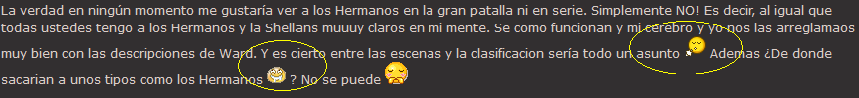 La verdad en ningún momento me gustaría ver a los Hermanos en la gran patalla ni en serie. Simplemente NO! Es decir, al igual que
todas ustedes tengo a los Hermanos y la Shellans muuuy claros en mi mente. Se como funcionan y mi cerebro y yo nos las arreglamaos
muy bien con las descripciones de Ward. Y es cierto entre las escenas y la clasificacion sería todo un asunto Ademas ¿De donde
sacarian a unos tipos como los Hermanos ? No se puede